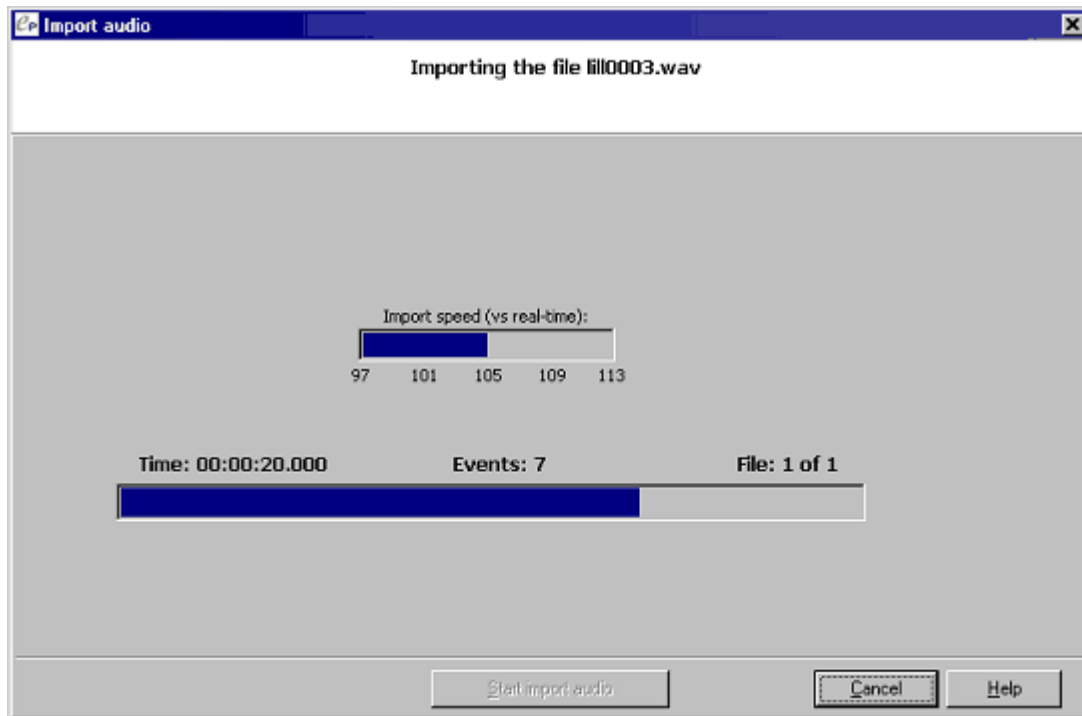 Import audio
Importing the file lill0003.wav
Import speed (vs real-time):
97 101 105 109 113
Time: 00:00:20.000 Events: 7 File: 1 of 1
Start import audio Cancel Help